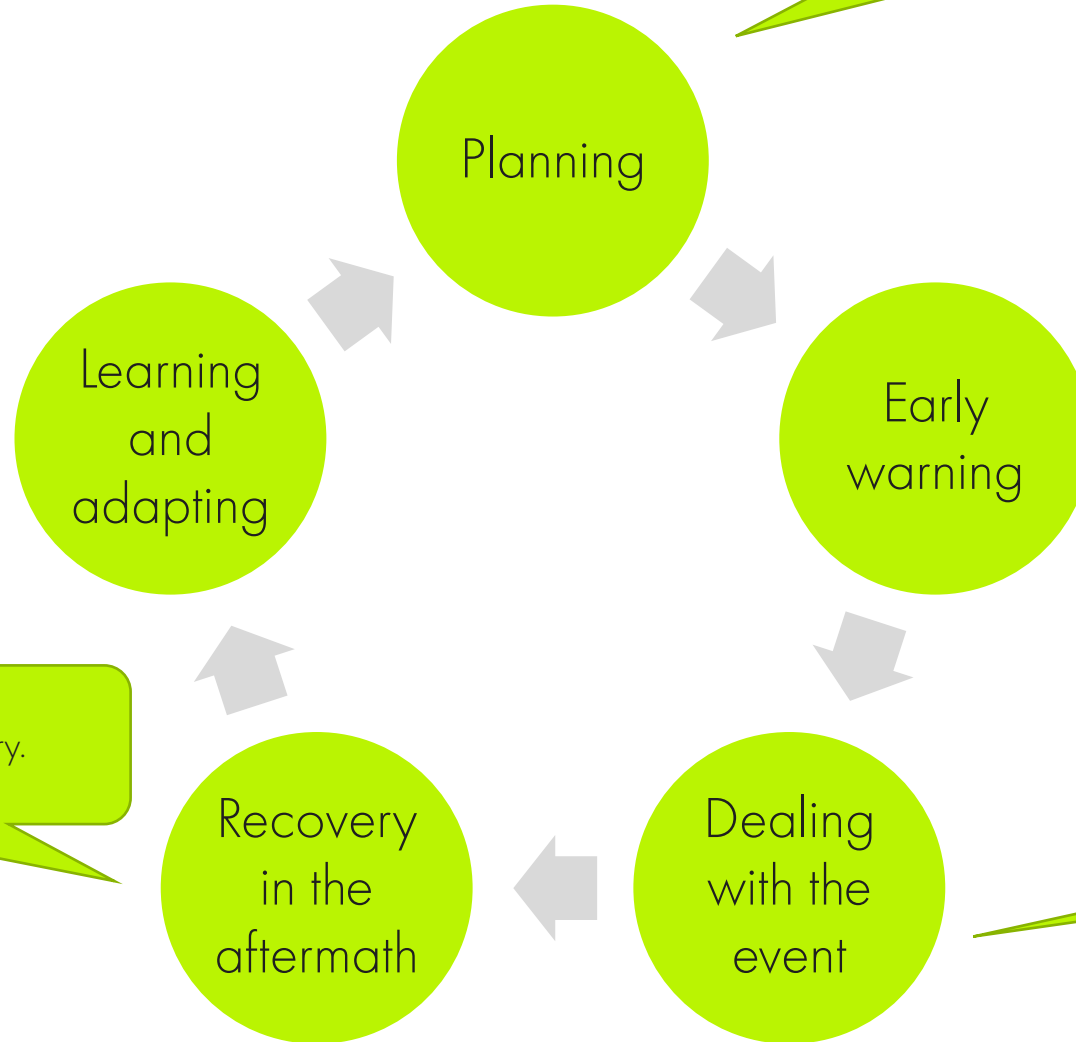 Planning
Early
warning
Dealing
with the
event
Recovery
in the
aftermath
Learning
and
adapting